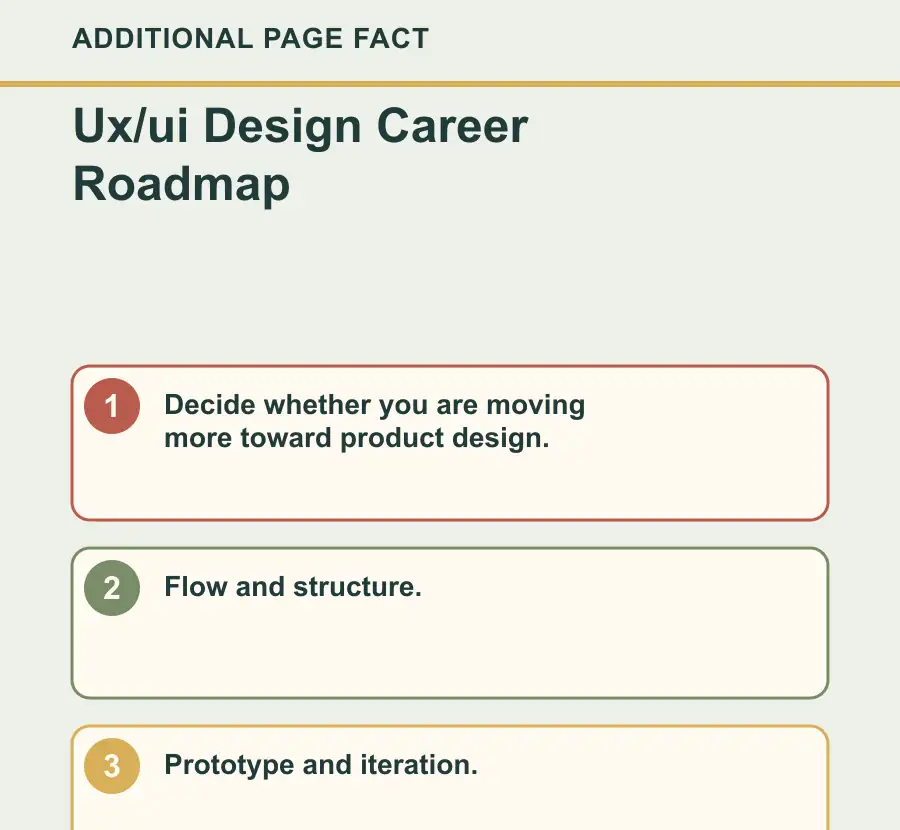 ADDITIONAL PAGE FACT
Ux/ui Design Career
Roadmap
1
Decide whether you are moving
more toward product design.
2
Flow and structure.
3
Prototype and iteration.